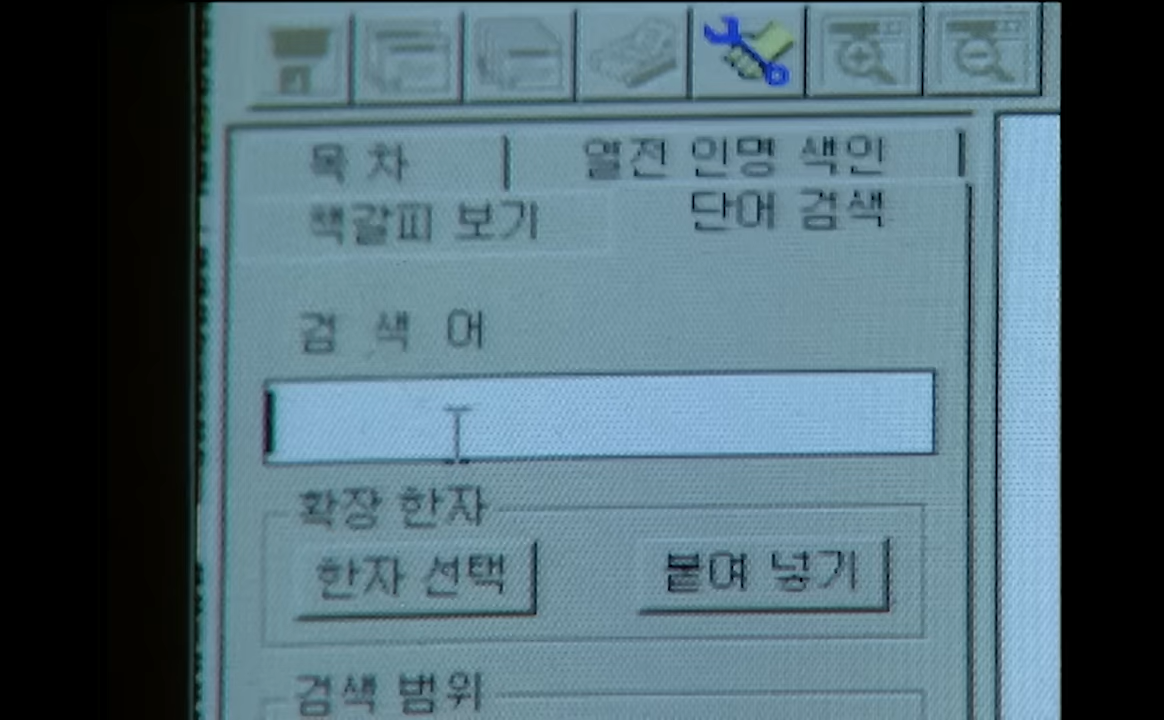 목 차 열전 인명 색인
책갈피 보기 단어 검색
검 색 어
확장 한자
한자 선택 붙여 넣기
검색 범위